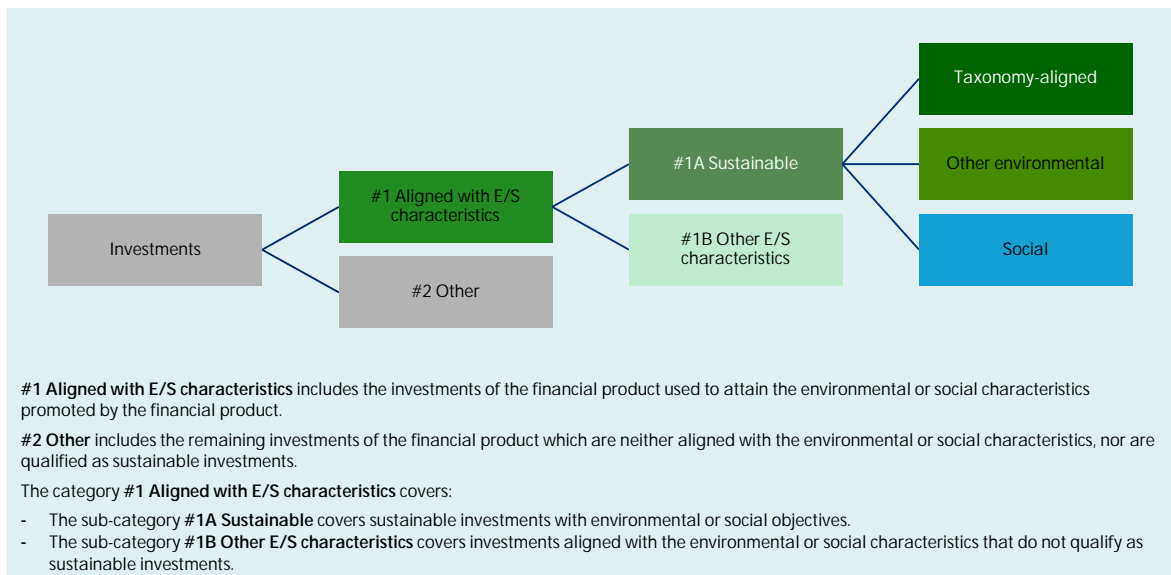 Taxonomy-aligned
#1A Sustainable
Other environmental
#1 Aligned with E/S
characteristics
#1B Other E/S
characteristics
Investments
Social
#2 Other
#1 Aligned with E/S characteristics includes the investments of the financial product used to attain the environmental or social characteristics
promoted by the financial product.
#2 Other includes the remaining investments of the financial product which are neither aligned with the environmental or social characteristics, nor are
qualified as sustainable investments.
The category #1 Aligned with E/S characteristics covers:
- The sub-category #1A Sustainable covers sustainable investments with environmental or social objectives.
- The sub-category #1B Other E/S characteristics covers investments aligned with the environmental or social characteristics that do not qualify as
sustainable investments.